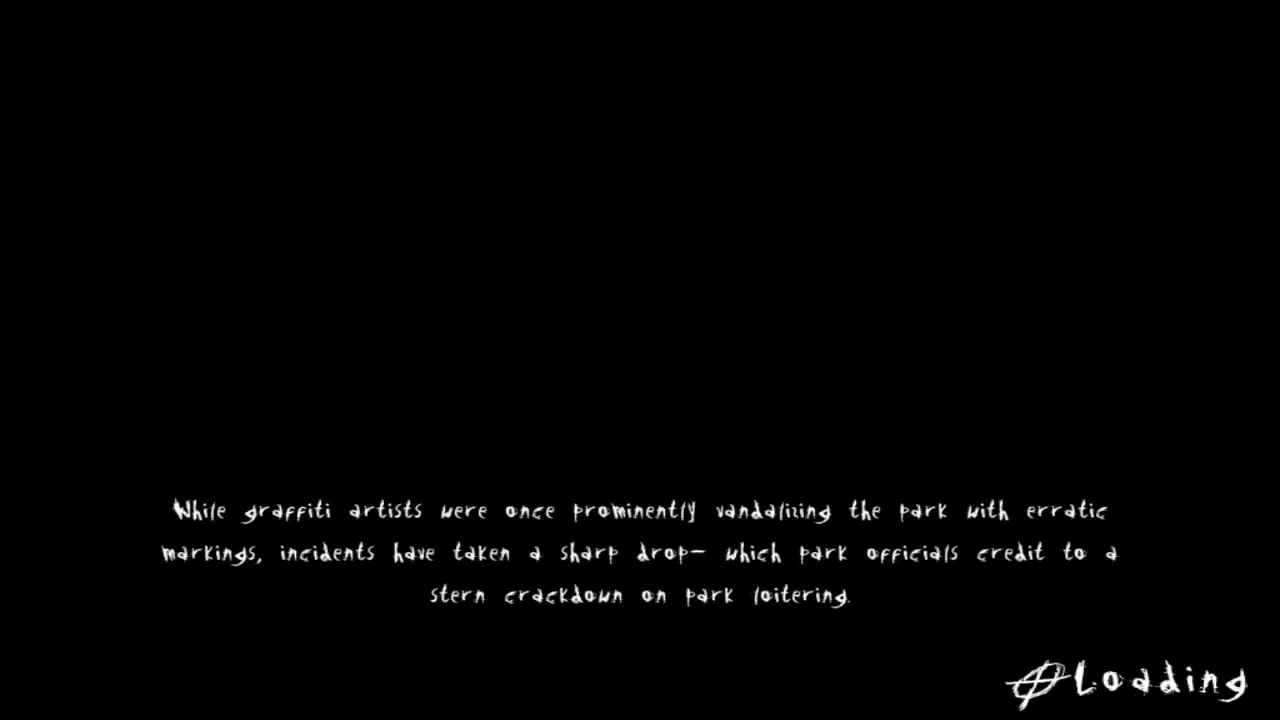 While graffiti artists were once prominently vandalizing the park with erratic
markings, incidents have taken a sharp drop- which park officials credit to a
stern crackdown on park loitering.
Loading